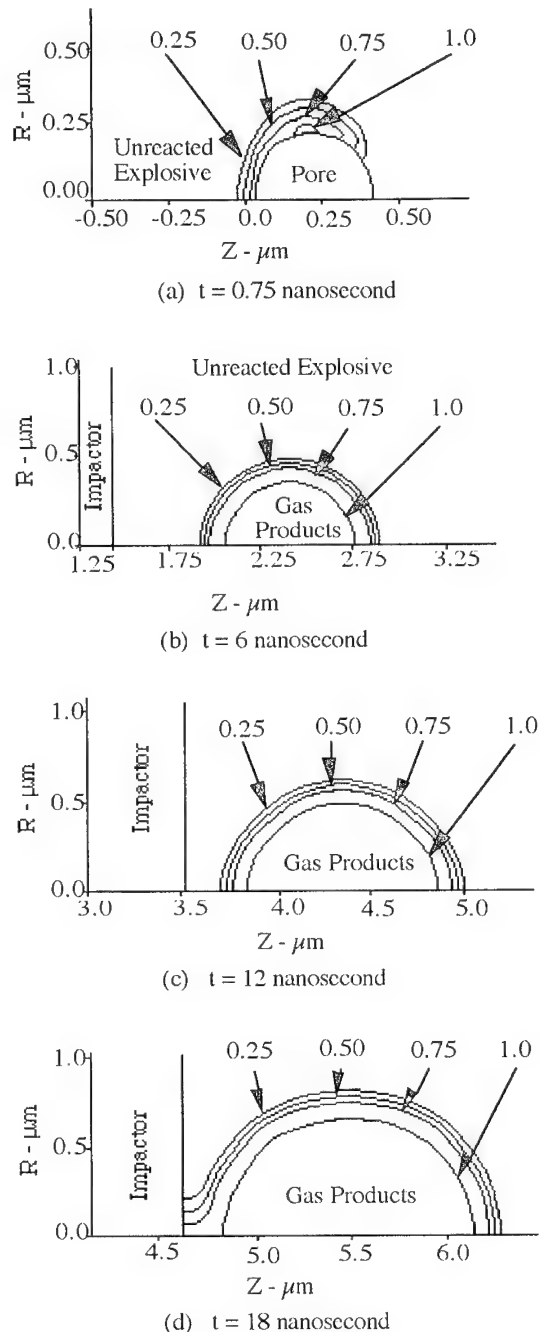 0.25 0.50 0.75 1.0
0.50
R - μm
0.25
Unreacted
Explosive
Pore
0.00
-0.50 -0.25 0.0 0.25 0.50
Z - μm
(a) t = 0.75 nanosecond
1.0
Unreacted Explosive
0.25 0.50 0.75 1.0
R - μm
0.5
Impactor
Gas
Products
0.0
1.25 1.75 2.25 2.75 3.25
Z - μm
(b) t = 6 nanosecond
1.0
0.25 0.50 0.75 1.0
R - μm
0.5
Impactor
Gas Products
0.0
3.0 3.5 4.0 4.5 5.0
Z - μm
(c) t = 12 nanosecond
1.0
0.25 0.50 0.75 1.0
R - μm
0.5
Impactor
Gas Products
0.0
4.5 5.0 5.5 6.0
Z - μm
(d) t = 18 nanosecond